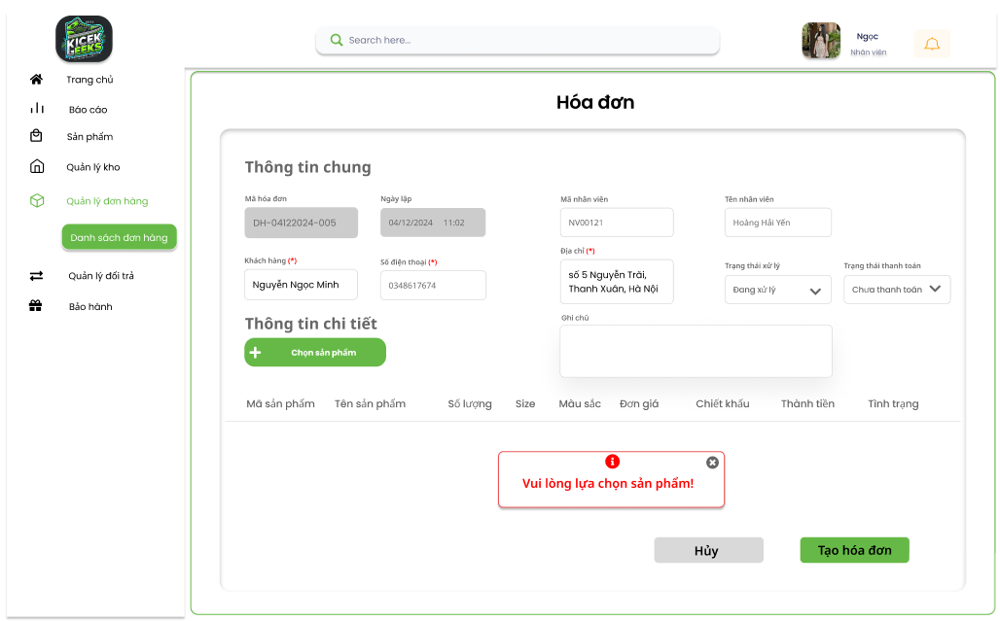 KICEK
GEEKS
Search here...
Ngọc
Nhân viên
Trang chủ
Báo cáo
Sản phẩm
Quản lý kho
Quản lý đơn hàng
Danh sách đơn hàng
Quản lý đổi trả
Bảo hành
Hóa đơn
Thông tin chung
Mã hóa đơn
Ngày lập
Mã nhân viên
Tên nhân viên
DH-04122024-005
04/12/2024 11:02
NV00121
Hoàng Hải Yến
Khách hàng (*)
Số điện thoại (*)
Địa chỉ (*)
Trạng thái xử lý
Trạng thái thanh toán
Nguyễn Ngọc Minh
0348617674
số 5 Nguyễn Trãi,
Thanh Xuân, Hà Nội
Đang xử lý
Chưa thanh toán
Thông tin chi tiết
Ghi chú
Chọn sản phẩm
Mã sản phẩm Tên sản phẩm Số lượng Size Màu sắc Đơn giá Chiết khấu Thành tiền Tình trạng
Vui lòng lựa chọn sản phẩm!
Hủy
Tạo hóa đơn